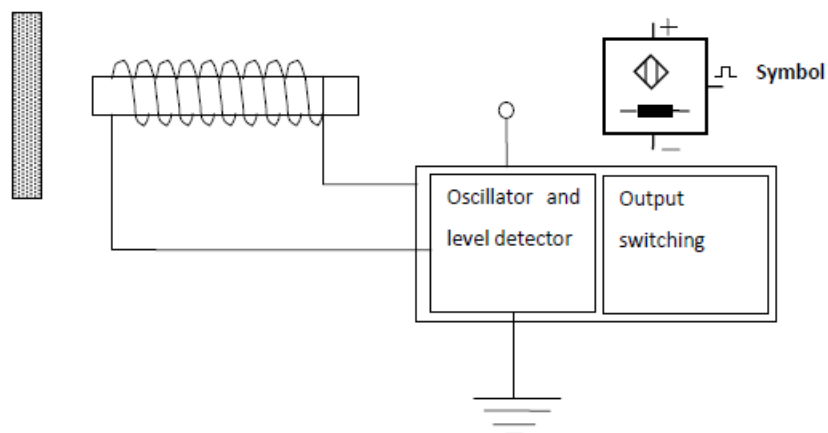 +
Symbol
—
Oscillator and
level detector
Output
switching